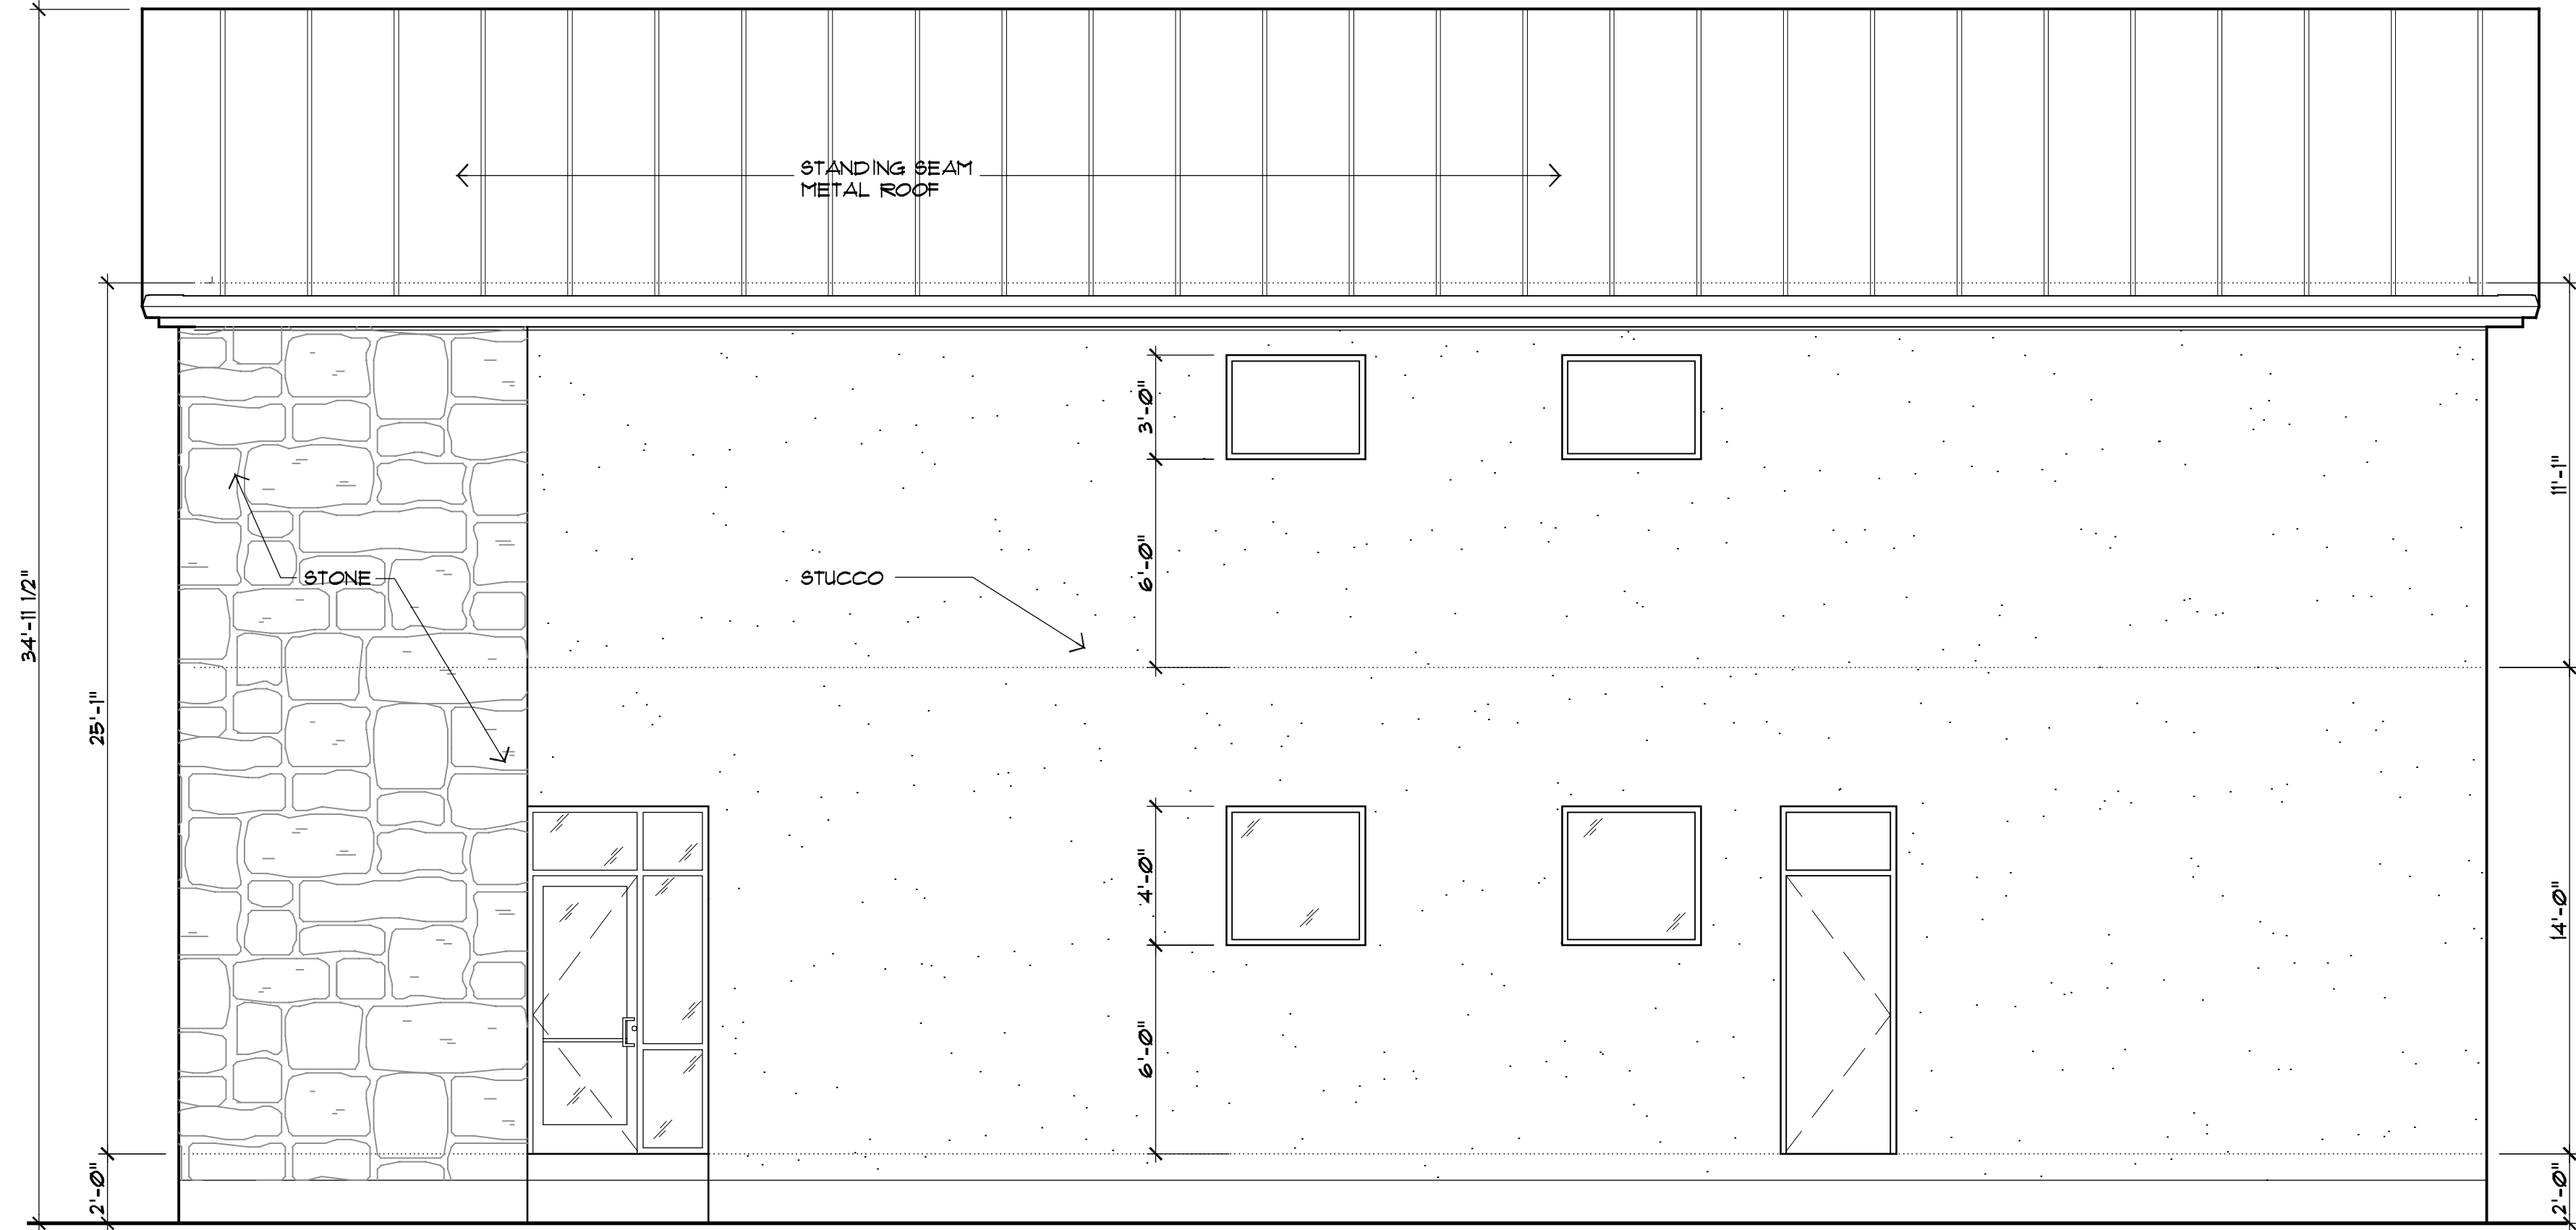 STANDING SEAM
METAL ROOF
3'-0"
11'-1"
34'-11 1/2"
STONE
STUCCO
6'-0"
25'-1"
4'-0"
14'-0"
6'-0"
2'-0"
2'-0"